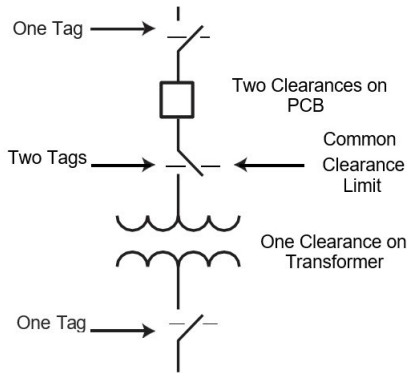 One Tag
Two Clearances on
PCB
Common
Two Tags
Clearance
Limit
One Clearance on
Transformer
One Tag